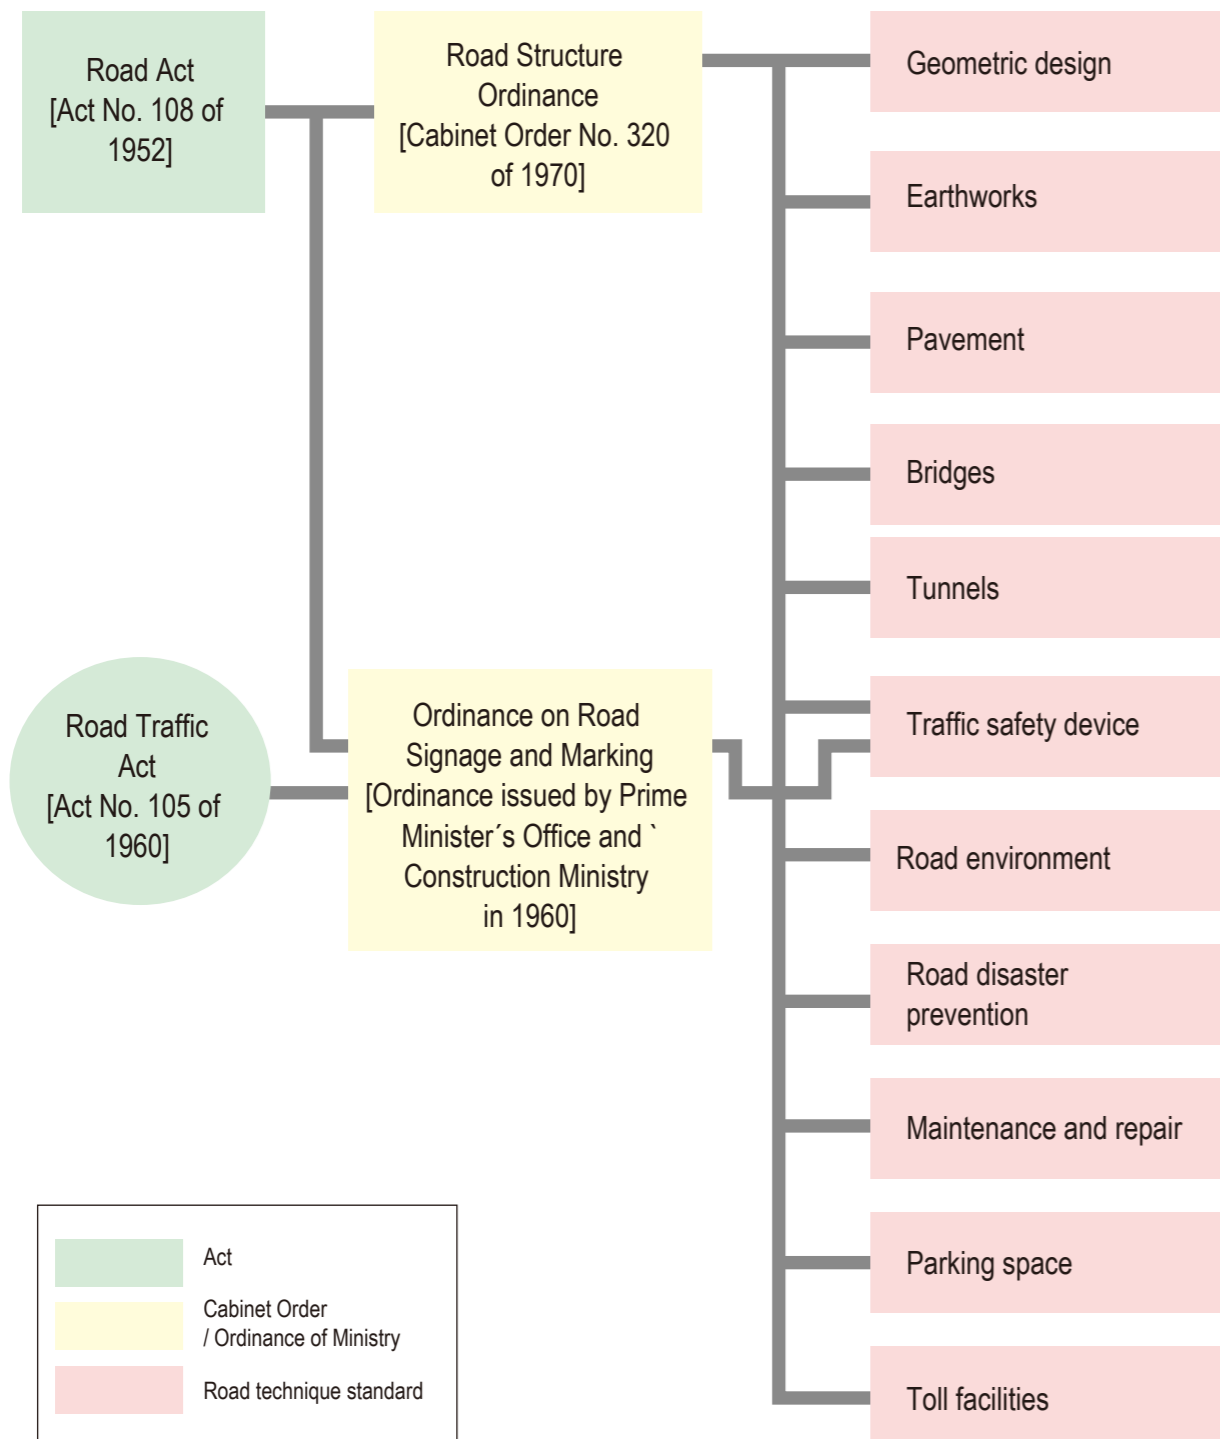 Road Act
[Act No. 108 of
1952]
Road Structure
Ordinance
[Cabinet Order No. 320
of 1970]
Geometric design
Earthworks
Pavement
Bridges
Tunnels
Road Traffic
Act
[Act No. 105 of
1960]
Ordinance on Road
Signage and Marking
[Ordinance issued by Prime
Minister´s Office and `
Construction Ministry
in 1960]
Traffic safety device
Road environment
Road disaster
prevention
Maintenance and repair
Parking space
Toll facilities
Act
Cabinet Order
/ Ordinance of Ministry
Road technique standard